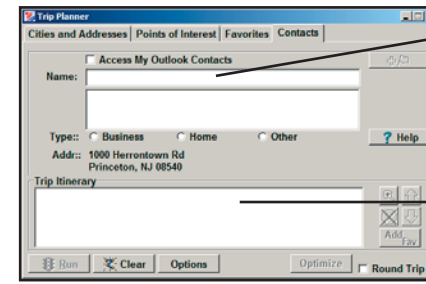 Trip Planner
Cities and Addresses Points of Interest Favorites Contacts
Access My Outlook Contacts
Name:
Type:: Business Home Other
Help
Addr:: 1000 Herrontown Rd
Princeton, NJ 08540
Trip Itinerary
Add Fav
Run Clear Options Optimize Round Trip